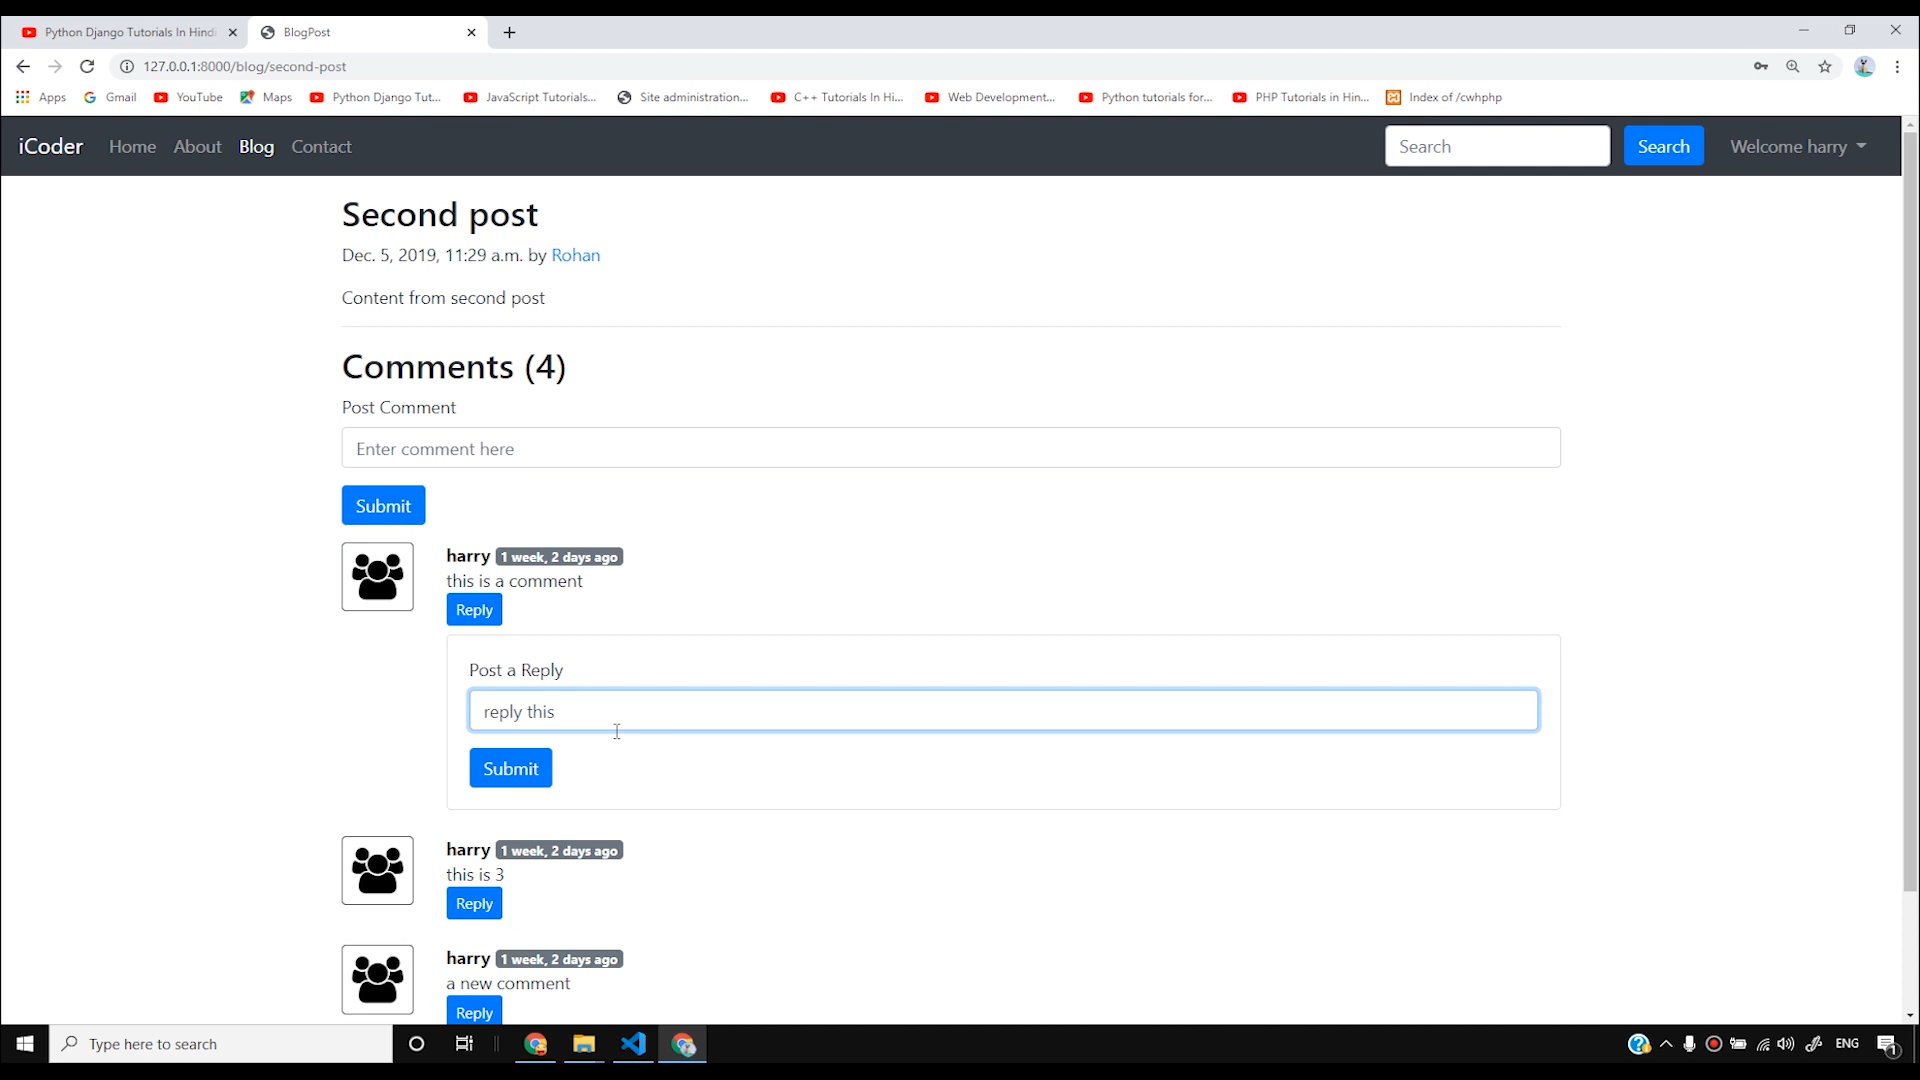 Python Django Tutorials In Hindi
BlogPost
127.0.0.1:8000/blog/second-post
Apps
Gmail
YouTube
Maps
Python Django Tut...
JavaScript Tutorials...
Site administration...
C++ Tutorials In Hi...
Web Development...
Python tutorials for...
PHP Tutorials in Hin...
Index of /cwhphp
iCoder
Home
About
Blog
Contact
Search
Search
Welcome harry
Second post
Dec. 5, 2019, 11:29 a.m. by Rohan
Content from second post
Comments (4)
Post Comment
Enter comment here
Submit
harry 1 week, 2 days ago
this is a comment
Reply
Post a Reply
reply this
Submit
harry 1 week, 2 days ago
this is 3
Reply
harry 1 week, 2 days ago
a new comment
Reply
Type here to search
ENG
1